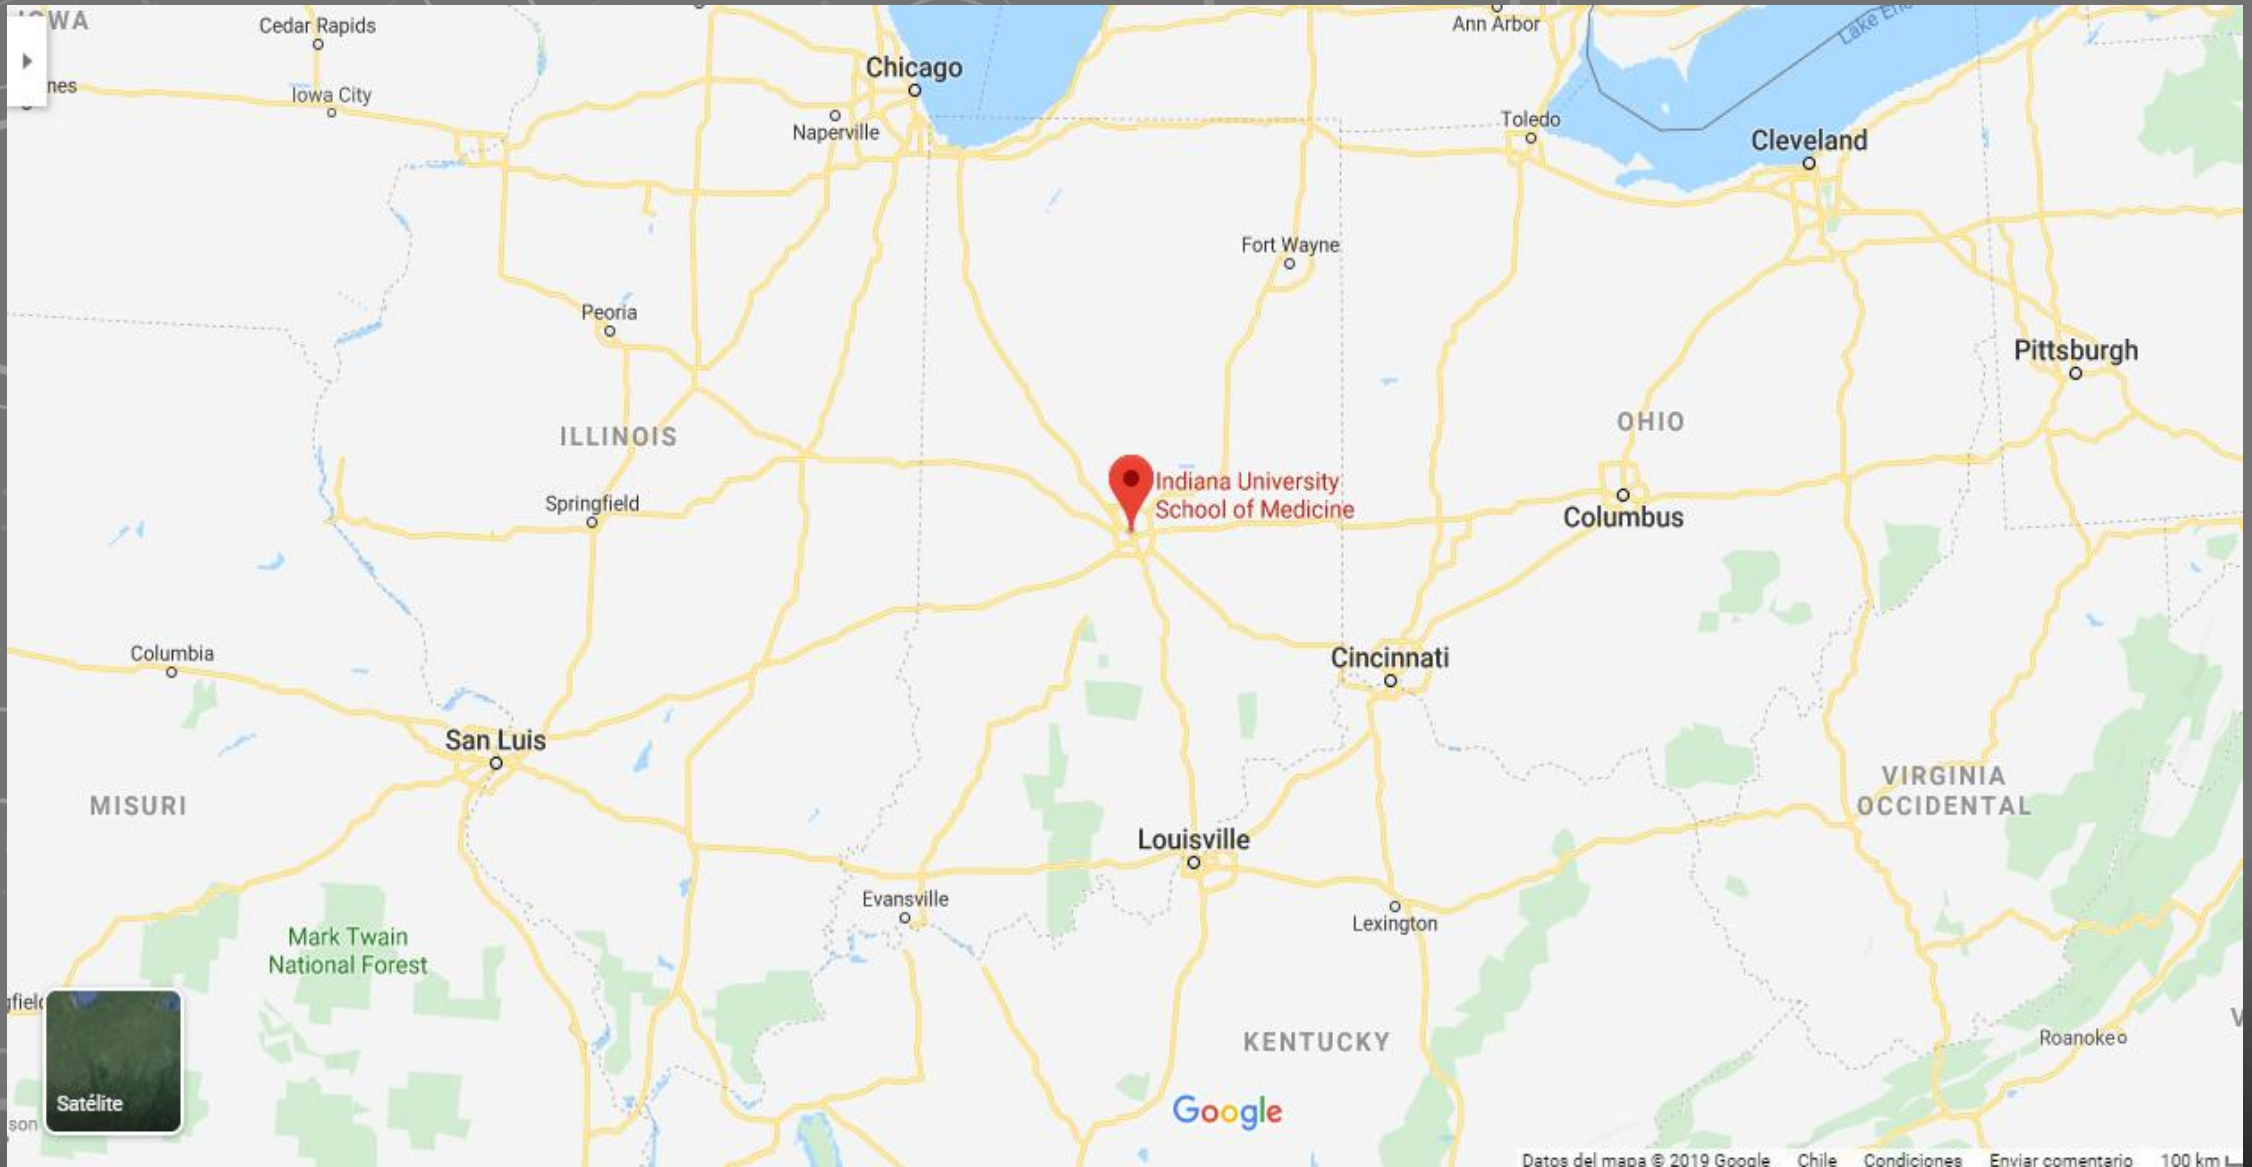 Cedar Rapids
Ann Arbor
Chicago
Iowa City
nes
Naperville
Toledo
Cleveland
Fort Wayne
Peoria
Pittsburgh
OHIO
ILLINOIS
Indiana University
School of Medicine
Springfield
Columbus
Columbia
Cincinnati
San Luis
MISURI
VIRGINIA
OCCIDENTAL
Louisville
Evansville
Lexington
Mark Twain
National Forest
KENTUCKY
Roanoke
Satélite
son
Google
Datos del mapa © 2019 Google Chile Condiciones Enviar comentario 100 km